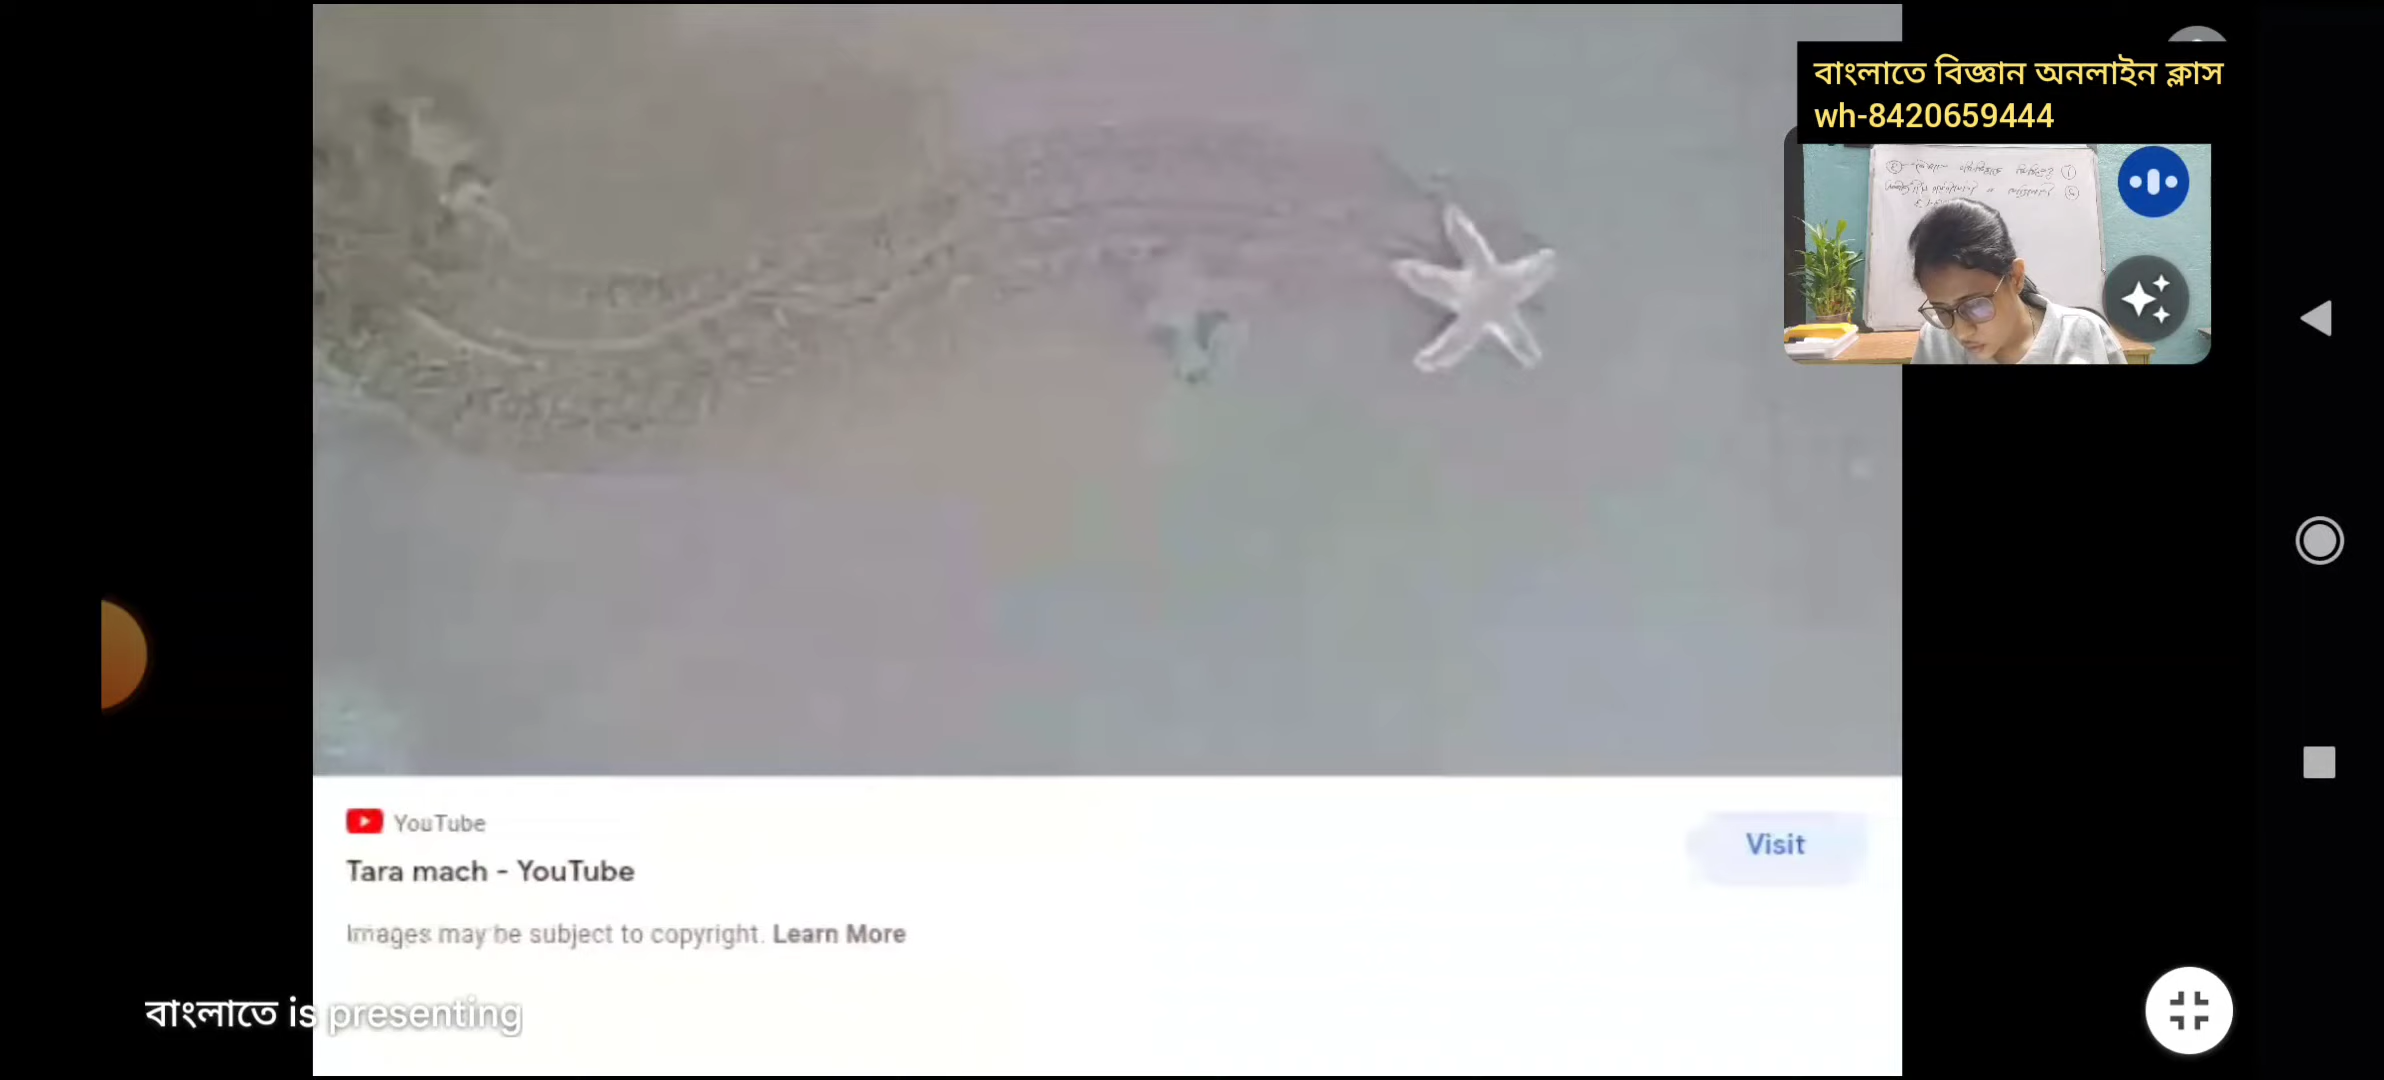 বাংলাতে বিজ্ঞান অনলাইন ক্লাস
wh-8420659444
YouTube
Tara mach - YouTube
Visit
Images may be subject to copyright. Learn More
বাংলাতে is presenting